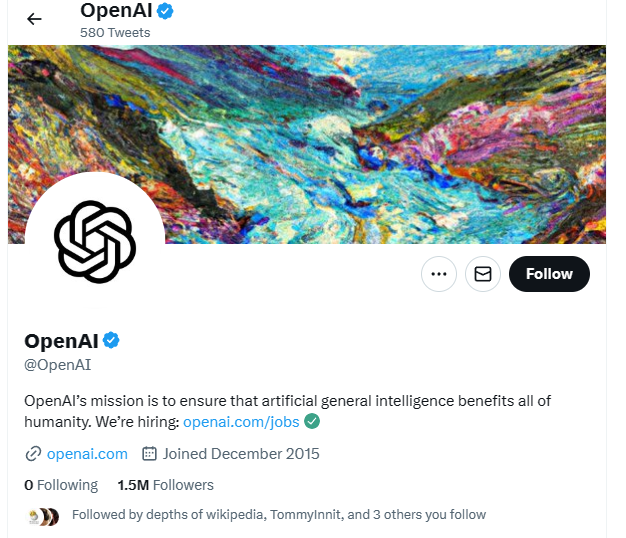 OpenAI
580 Tweets
Follow
OpenAI
@OpenAI
OpenAI’s mission is to ensure that artificial general intelligence benefits all of
humanity. We’re hiring: openai.com/jobs
openai.com Joined December 2015
0 Following 1.5M Followers
Followed by depths of wikipedia, TommyInnit, and 3 others you follow